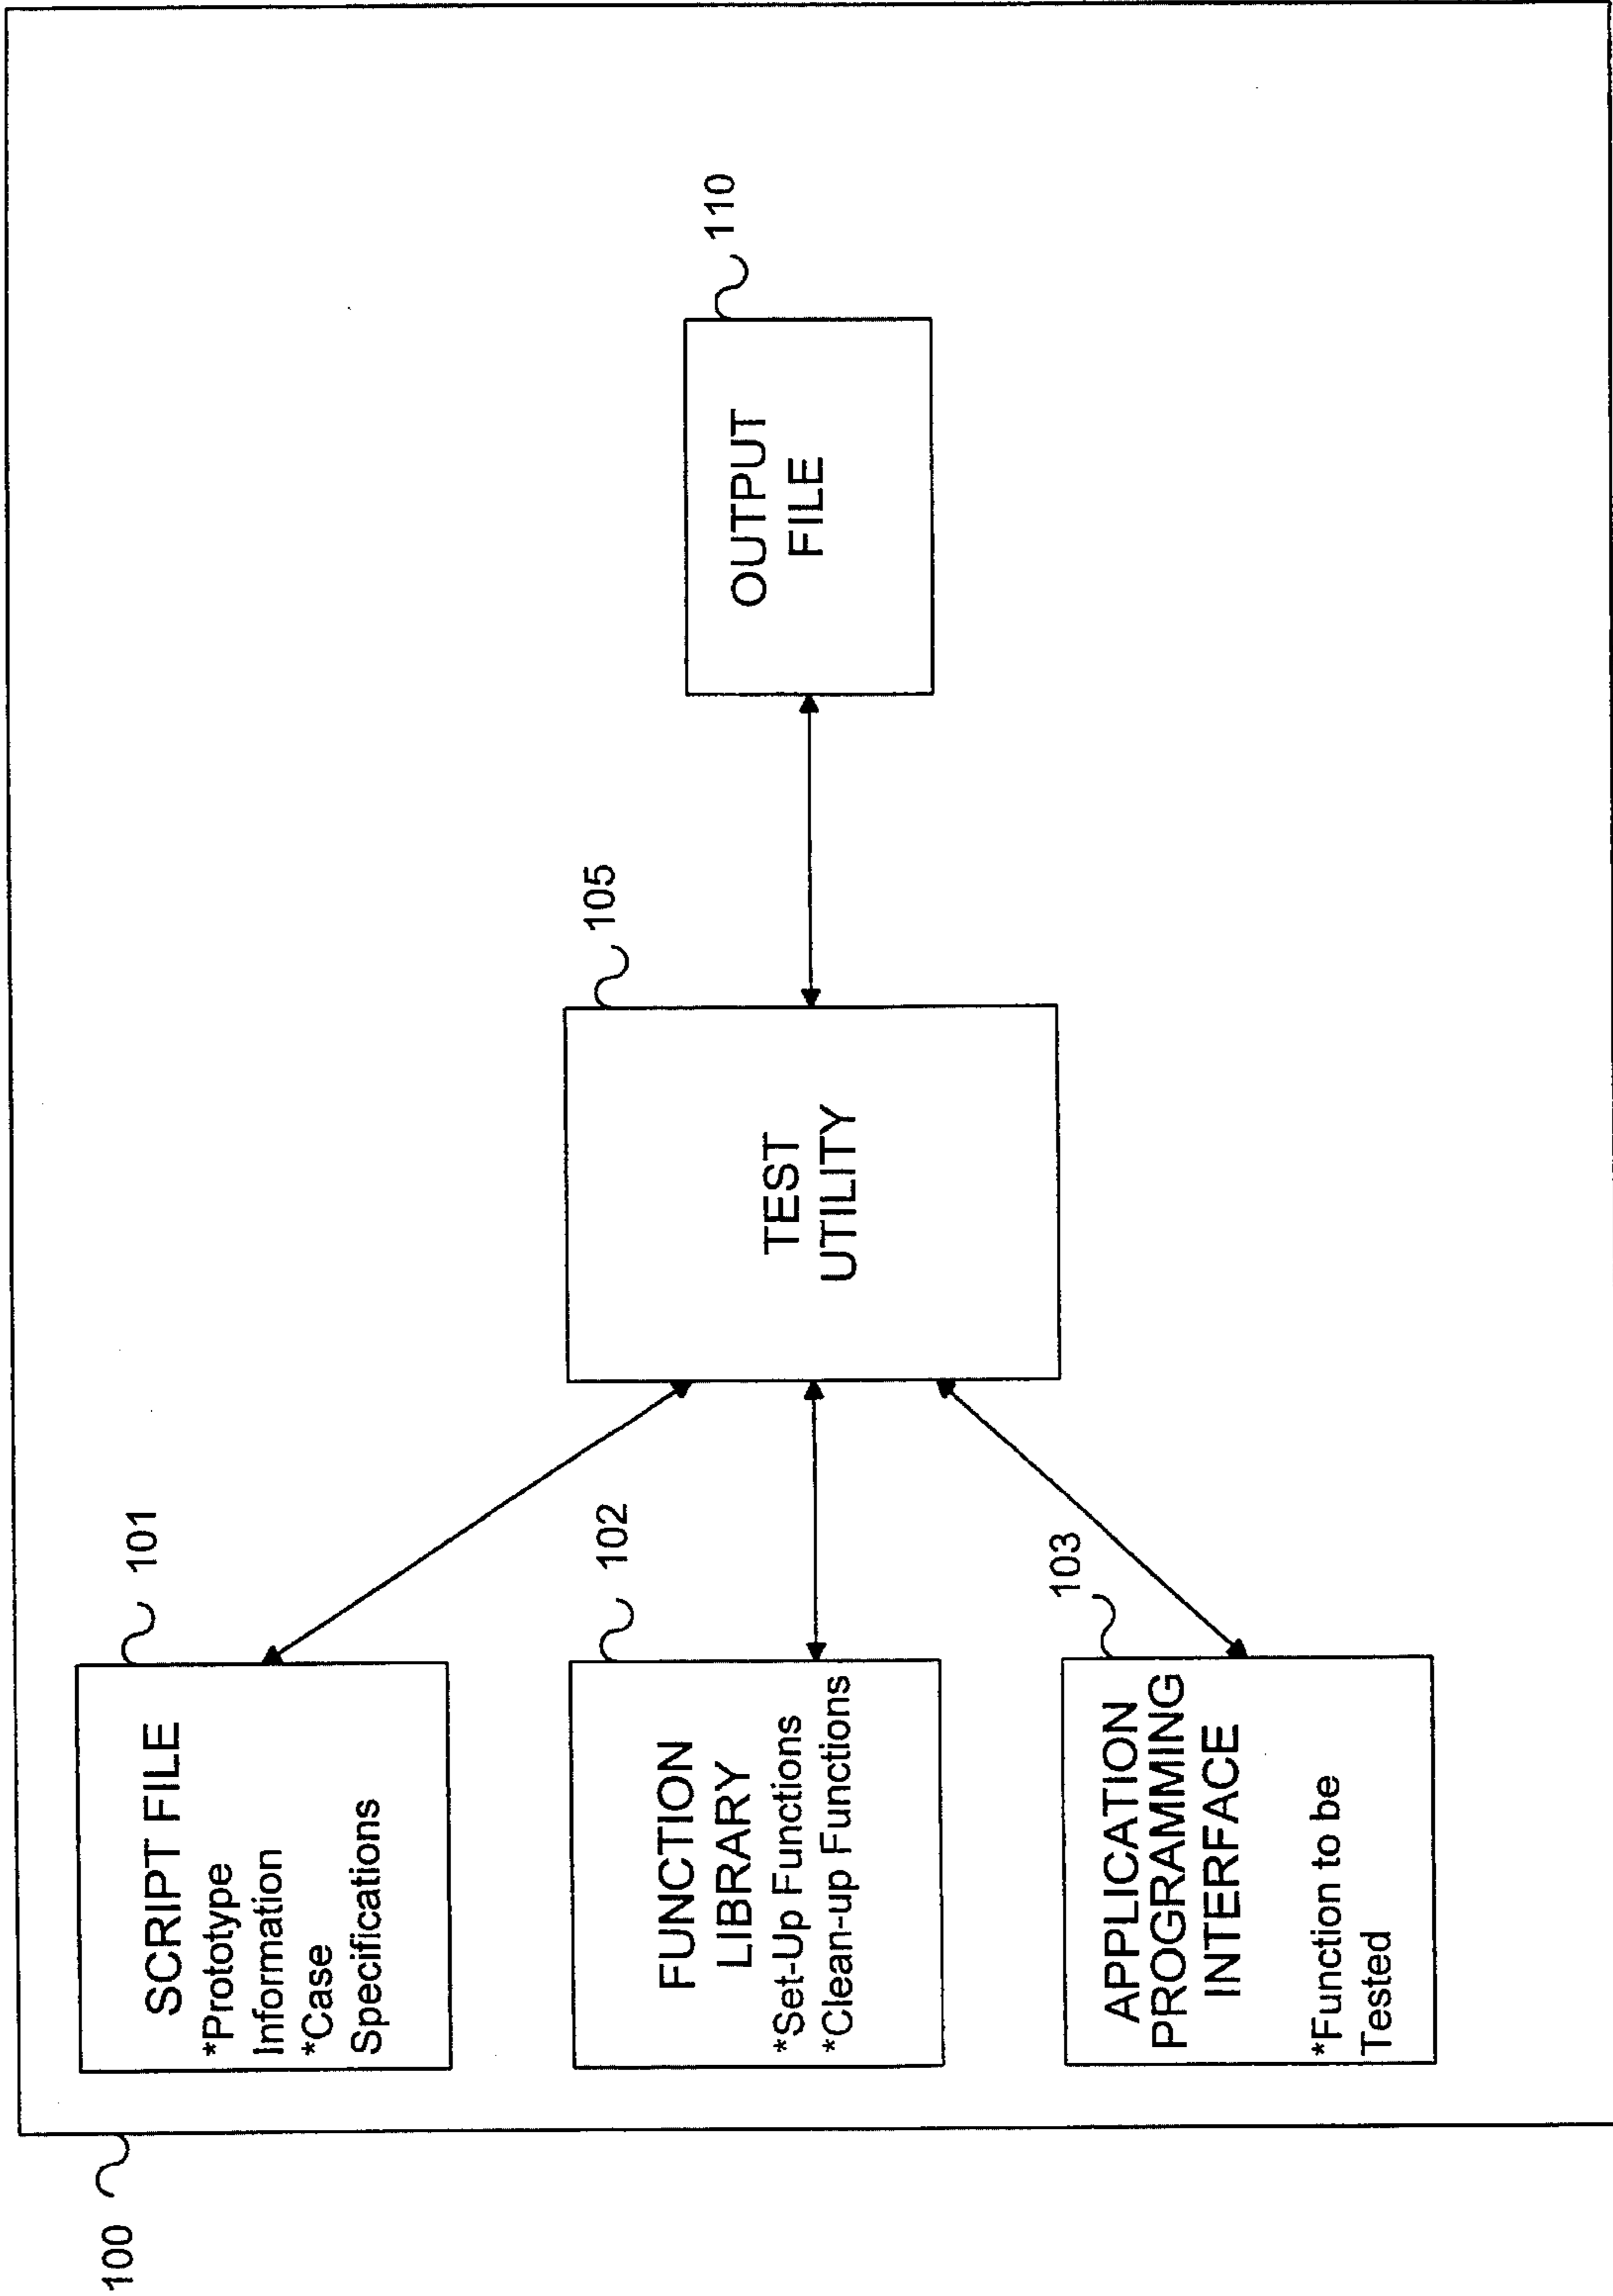 100
101
SCRIPT FILE
*Prototype
Information
*Case
Specifications
102
FUNCTION
LIBRARY
*Set-Up Functions
*Clean-up Functions
103
APPLICATION
PROGRAMMING
INTERFACE
*Function to be
Tested
105
TEST
UTILITY
110
OUTPUT
FILE